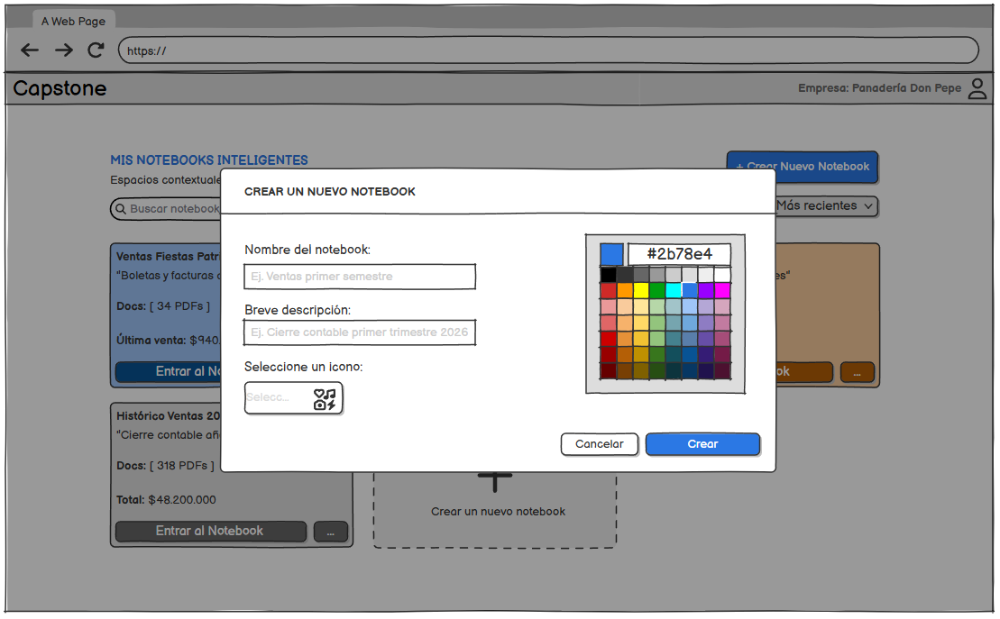 A Web Page
https://
Capstone
Empresa: Panadería Don Pepe
MIS NOTEBOOKS INTELIGENTES
+ Crear Nuevo Notebook
Espacios contextuale
Buscar notebook
Más recientes
CREAR UN NUEVO NOTEBOOK
Nombre del notebook:
Ej. Ventas primer semestre
Breve descripción:
Ej. Cierre contable primer trimestre 2026
Seleccione un icono:
Selecc...
#2b78e4
Cancelar
Crear
Ventas Fiestas Patr
"Boletas y facturas
Docs: [ 34 PDFs ]
Última venta: $940.
Entrar al No
es"
ok
...
Histórico Ventas 20
"Cierre contable añ
Docs: [ 318 PDFs ]
Total: $48.200.000
Entrar al Notebook
...
Crear un nuevo notebook